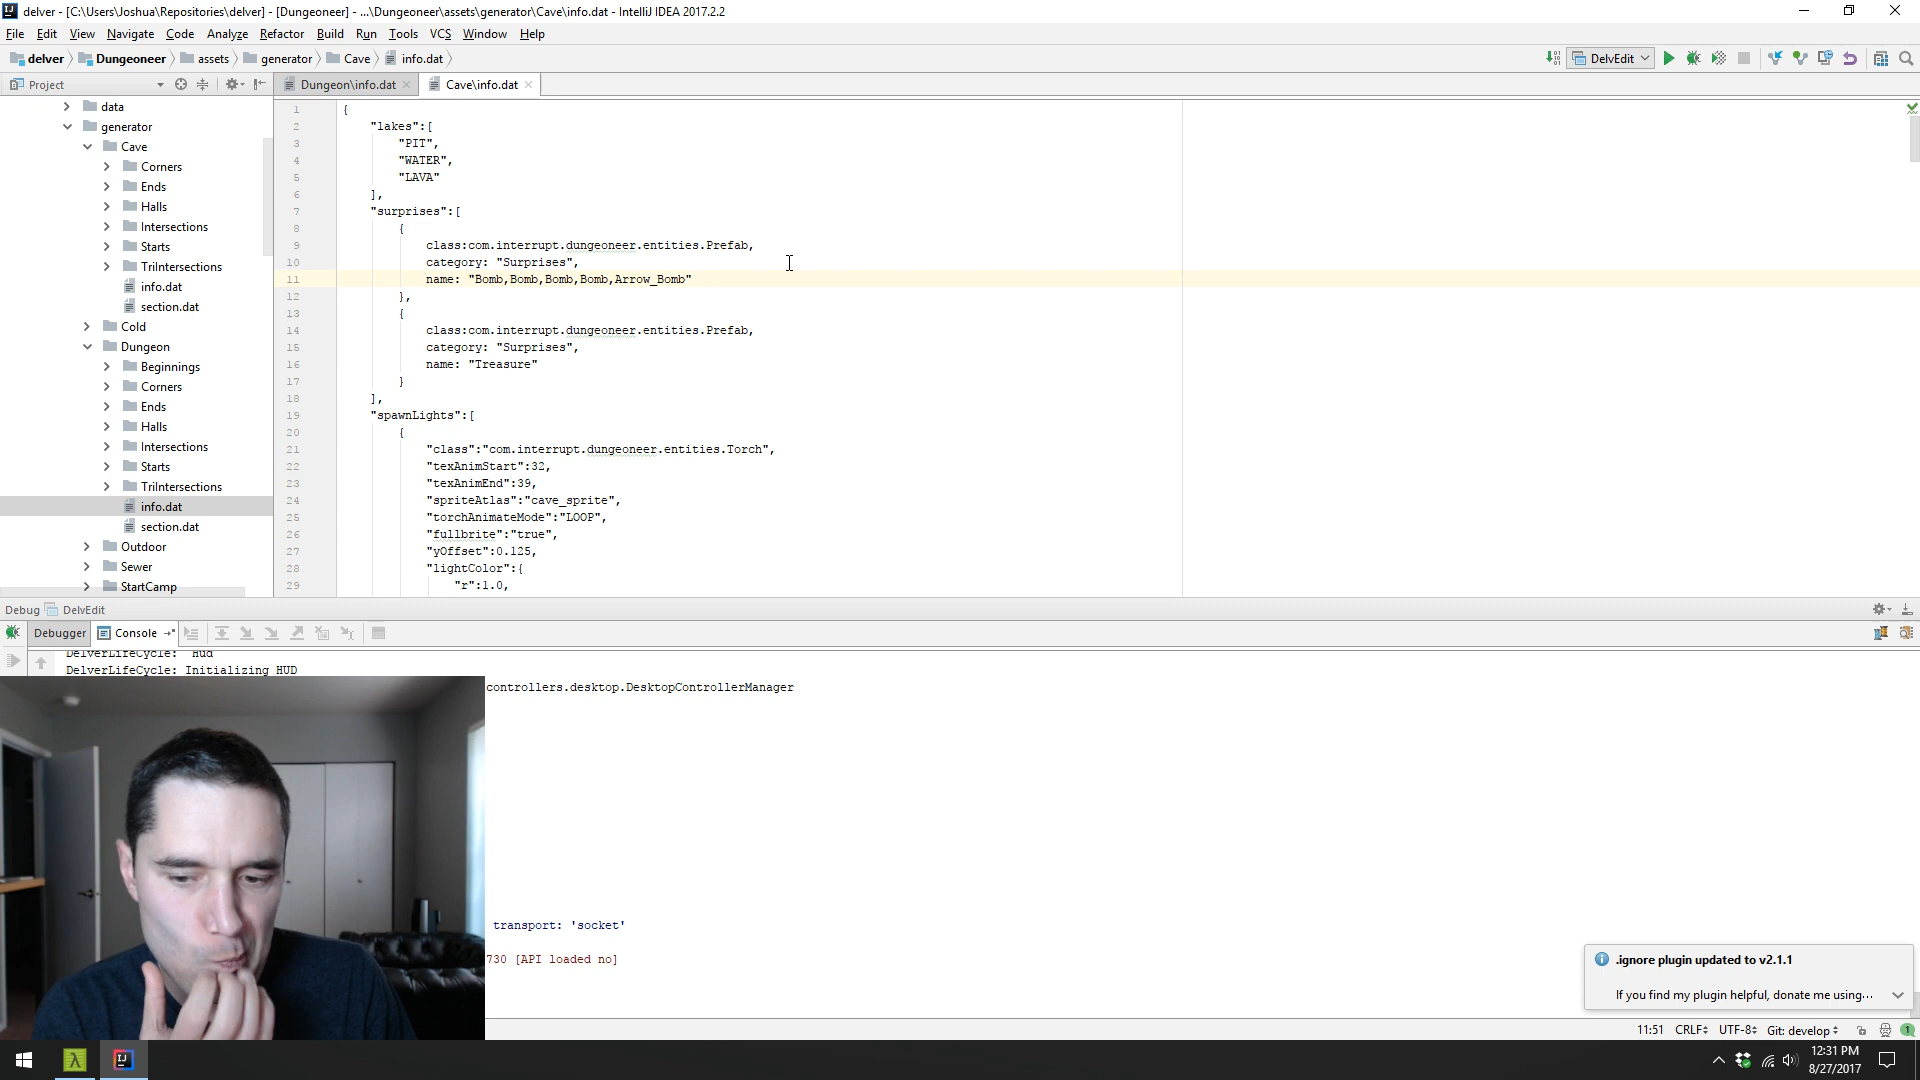 delver - [C:\Users\Joshua\Repositories\delver] - [Dungeoneer] - ...\Dungeoneer\assets\generator\Cave\info.dat - IntelliJ IDEA 2017.2.2
File Edit View Navigate Code Analyze Refactor Build Run Tools VCS Window Help
delver Dungeoneer assets generator Cave info.dat
DelvEdit
Project
Dungeon\info.dat
Cave\info.dat
data
generator
Cave
Corners
Ends
Halls
Intersections
Starts
TriIntersections
info.dat
section.dat
Cold
Dungeon
Beginnings
Corners
Ends
Halls
Intersections
Starts
TriIntersections
info.dat
section.dat
Outdoor
Sewer
StartCamp
1 {
2 "lakes":[
3 "PIT",
4 "WATER",
5 "LAVA"
6 ],
7 "surprises":[
8 {
9 class:com.interrupt.dungeoneer.entities.Prefab,
10 category: "Surprises",
11 name: "Bomb,Bomb,Bomb,Bomb,Arrow_Bomb"
12 },
13 {
14 class:com.interrupt.dungeoneer.entities.Prefab,
15 category: "Surprises",
16 name: "Treasure"
17 }
18 ],
19 "spawnLights":[
20 {
21 "class":"com.interrupt.dungeoneer.entities.Torch",
22 "texAnimStart":32,
23 "texAnimEnd":39,
24 "spriteAtlas":"cave_sprite",
25 "torchAnimateMode":"LOOP",
26 "fullbrite":"true",
27 "yOffset":0.125,
28 "lightColor":{
29 "r":1.0,
Debug DelvEdit
Debugger Console
DelverLifeCycle: Hud
DelverLifeCycle: Initializing HUD
controllers.desktop.DesktopControllerManager
transport: 'socket'
730 [API loaded no]
.ignore plugin updated to v2.1.1
If you find my plugin helpful, donate me using...
11:51 CRLF UTF-8 Git: develop 1
12:31 PM
8/27/2017